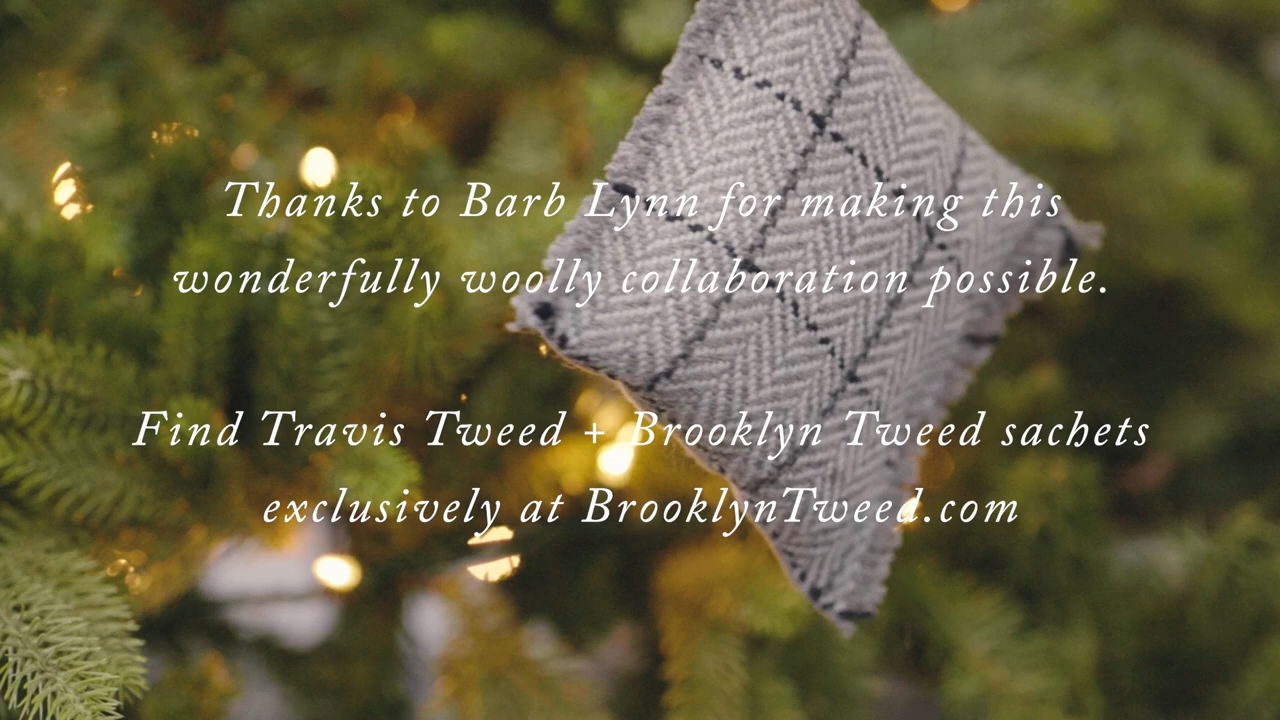 Thanks to Barb Lynn for making this
wonderfully woolly collaboration possible.
Find Travis Tweed + Brooklyn Tweed sachets
exclusively at BrooklynTweed.com